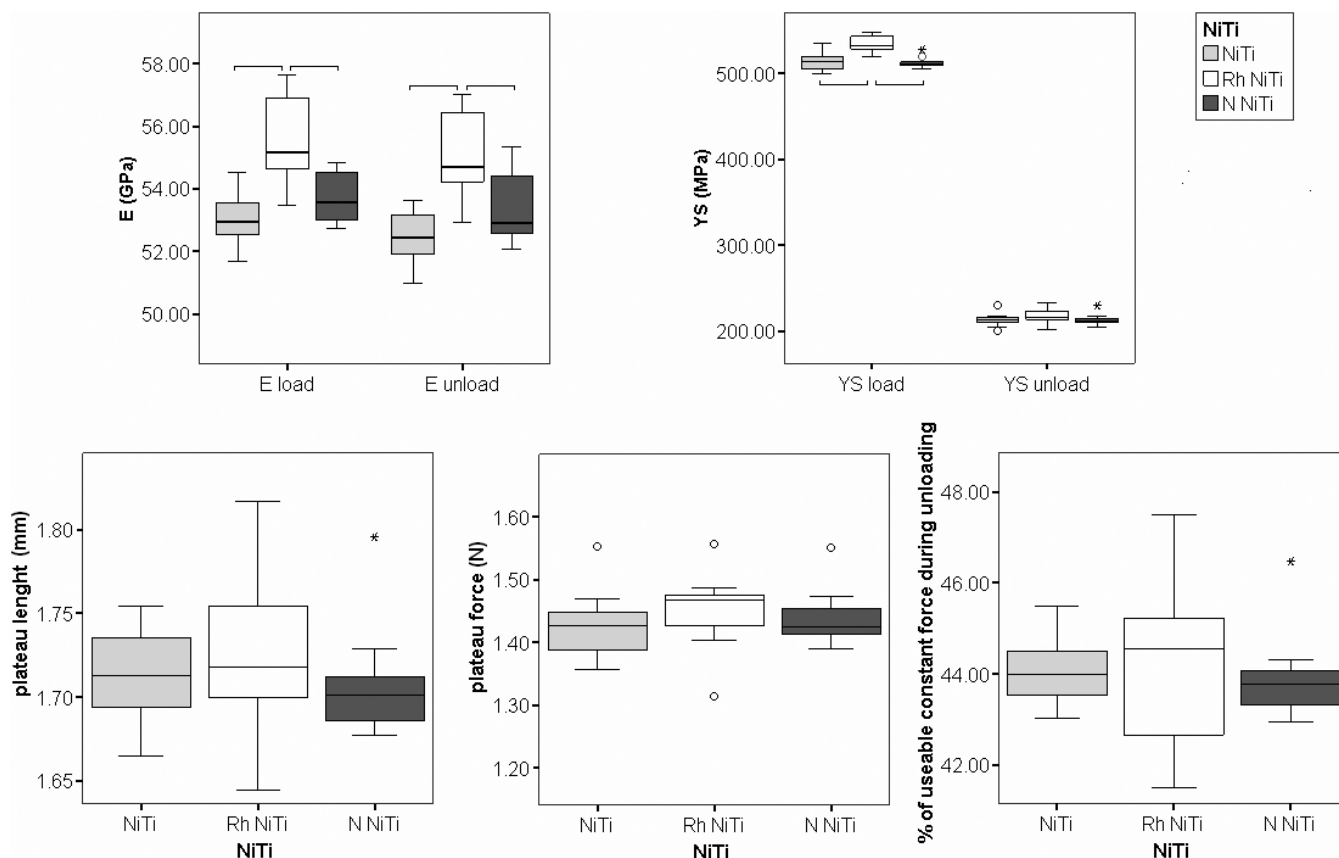 E (GPa)
58.00
56.00
54.00
52.00
50.00
E load
E unload
YS (MPa)
500.00
400.00
300.00
200.00
YS load
YS unload
NiTi
NiTi
Rh NiTi
N NiTi
plateau lenght (mm)
1.80
1.75
1.70
1.65
NiTi
Rh NiTi
N NiTi
NiTi
plateau force (N)
1.60
1.50
1.40
1.30
1.20
NiTi
Rh NiTi
N NiTi
NiTi
% of useable constant force during unloading
48.00
46.00
44.00
42.00
NiTi
Rh NiTi
N NiTi
NiTi